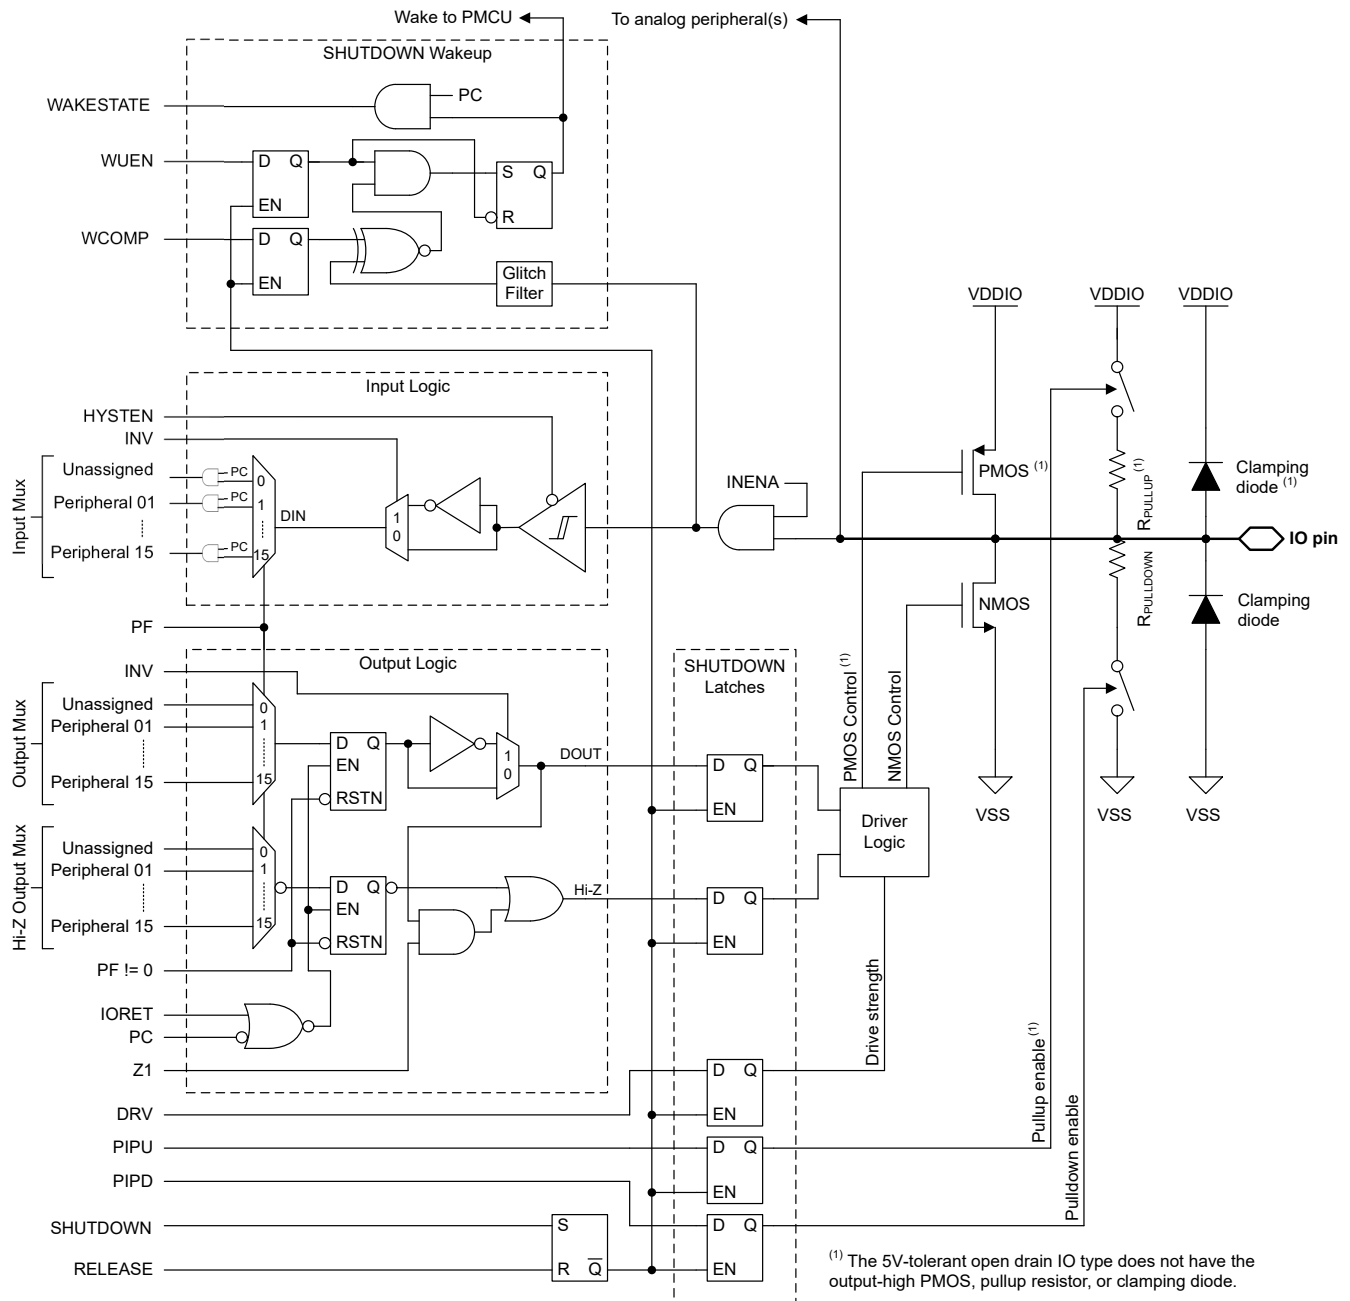 Wake to PMCU
To analog peripheral(s)
SHUTDOWN Wakeup
WAKESTATE
PC
WUEN
D Q
EN
S Q
R
WCOMP
D Q
EN
Glitch
Filter
VDDIO
VDDIO
VDDIO
Input Logic
HYSTEN
INV
Input Mux
Unassigned
PC
0
Peripheral 01
PC
1
Peripheral 15
PC
15
DIN
1
0
INENA
PMOS (1)
RPULLUP (1)
Clamping
diode (1)
IO pin
RPULLDOWN
NMOS
Clamping
diode
PF
Output Logic
INV
Output Mux
Unassigned
0
Peripheral 01
1
Peripheral 15
15
D Q
EN
RSTN
1
0
DOUT
SHUTDOWN
Latches
D Q
EN
PMOS Control (1)
NMOS Control
Driver
Logic
VSS
VSS
VSS
Hi-Z Output Mux
Unassigned
0
Peripheral 01
1
Peripheral 15
15
D Q
EN
RSTN
Hi-Z
D Q
EN
PF != 0
IORET
PC
Z1
Drive strength
D Q
EN
DRV
PIPU
D Q
EN
Pullup enable (1)
PIPD
Pulldown enable
SHUTDOWN
S
D Q
RELEASE
R Q̅
EN
(1) The 5V-tolerant open drain IO type does not have the
output-high PMOS, pullup resistor, or clamping diode.